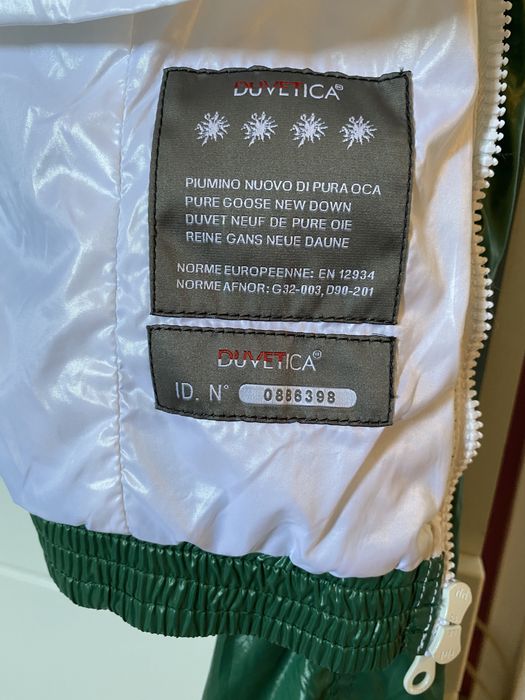 DUVETICA®
PIUMINO NUOVO DI PURA OCA
PURE GOOSE NEW DOWN
DUVET NEUF DE PURE OIE
REINE GANS NEUE DAUNE
NORME EUROPEENNE: EN 12934
NORME AFNOR: G32-003, D90-201
DUVETICA®
ID. N° 0886398